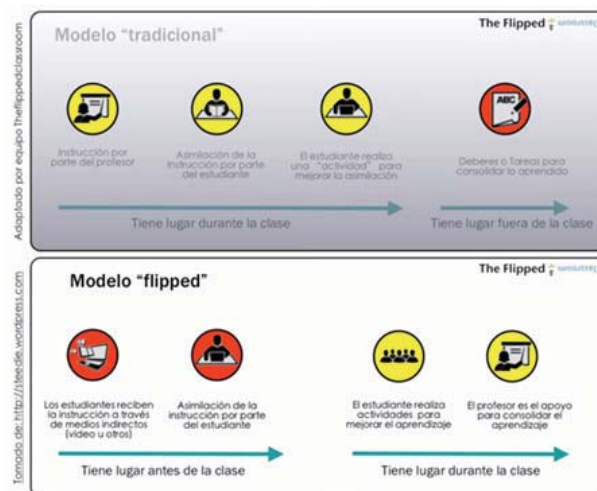 Adaptado por equipo Theflippedclassroom
Modelo "tradicional"
The Flipped
classroom
ABC
Instrucción por
parte del profesor
Asimilación de la
instrucción por parte
del estudiante
El estudiante realiza
una "actividad" para
mejorar la asimilación
Deberes o Tareas para
consolidar lo aprendido
Tiene lugar durante la clase
Tiene lugar fuera de la clase
Tomado de: http://steedie.wordpress.com
Modelo "flipped"
The Flipped
classroom
Los estudiantes reciben
la instrucción a través
de medios indirectos
(vídeo u otros)
Asimilación de la
instrucción por parte
del estudiante
El estudiante realiza
actividades para
mejorar el aprendizaje
El profesor es el apoyo
para consolidar el
aprendizaje
Tiene lugar antes de la clase
Tiene lugar durante la clase